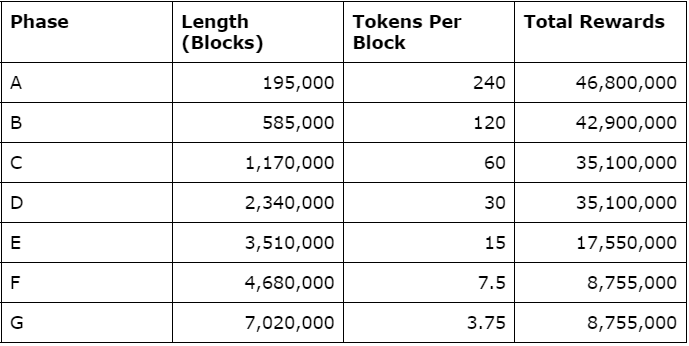 Phase Length (Blocks) Tokens Per Block Total Rewards
A 195,000 240 46,800,000
B 585,000 120 42,900,000
C 1,170,000 60 35,100,000
D 2,340,000 30 35,100,000
E 3,510,000 15 17,550,000
F 4,680,000 7.5 8,755,000
G 7,020,000 3.75 8,755,000